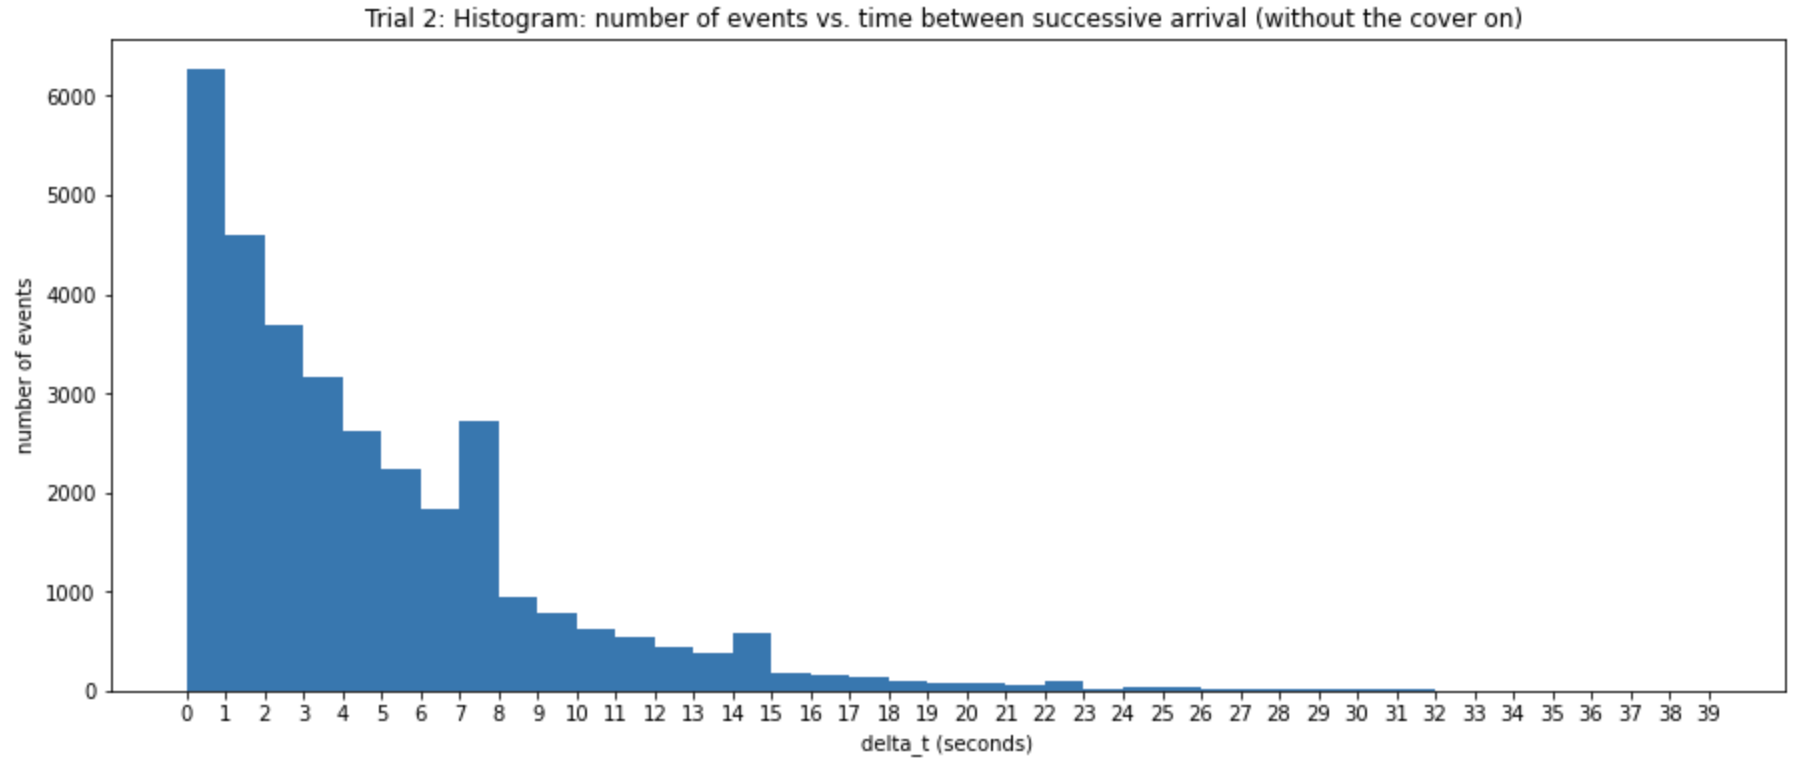 Trial 2: Histogram: number of events vs. time between successive arrival (without the cover on)
number of events
6000
5000
4000
3000
2000
1000
0
0 1 2 3 4 5 6 7 8 9 10 11 12 13 14 15 16 17 18 19 20 21 22 23 24 25 26 27 28 29 30 31 32 33 34 35 36 37 38 39
delta_t (seconds)